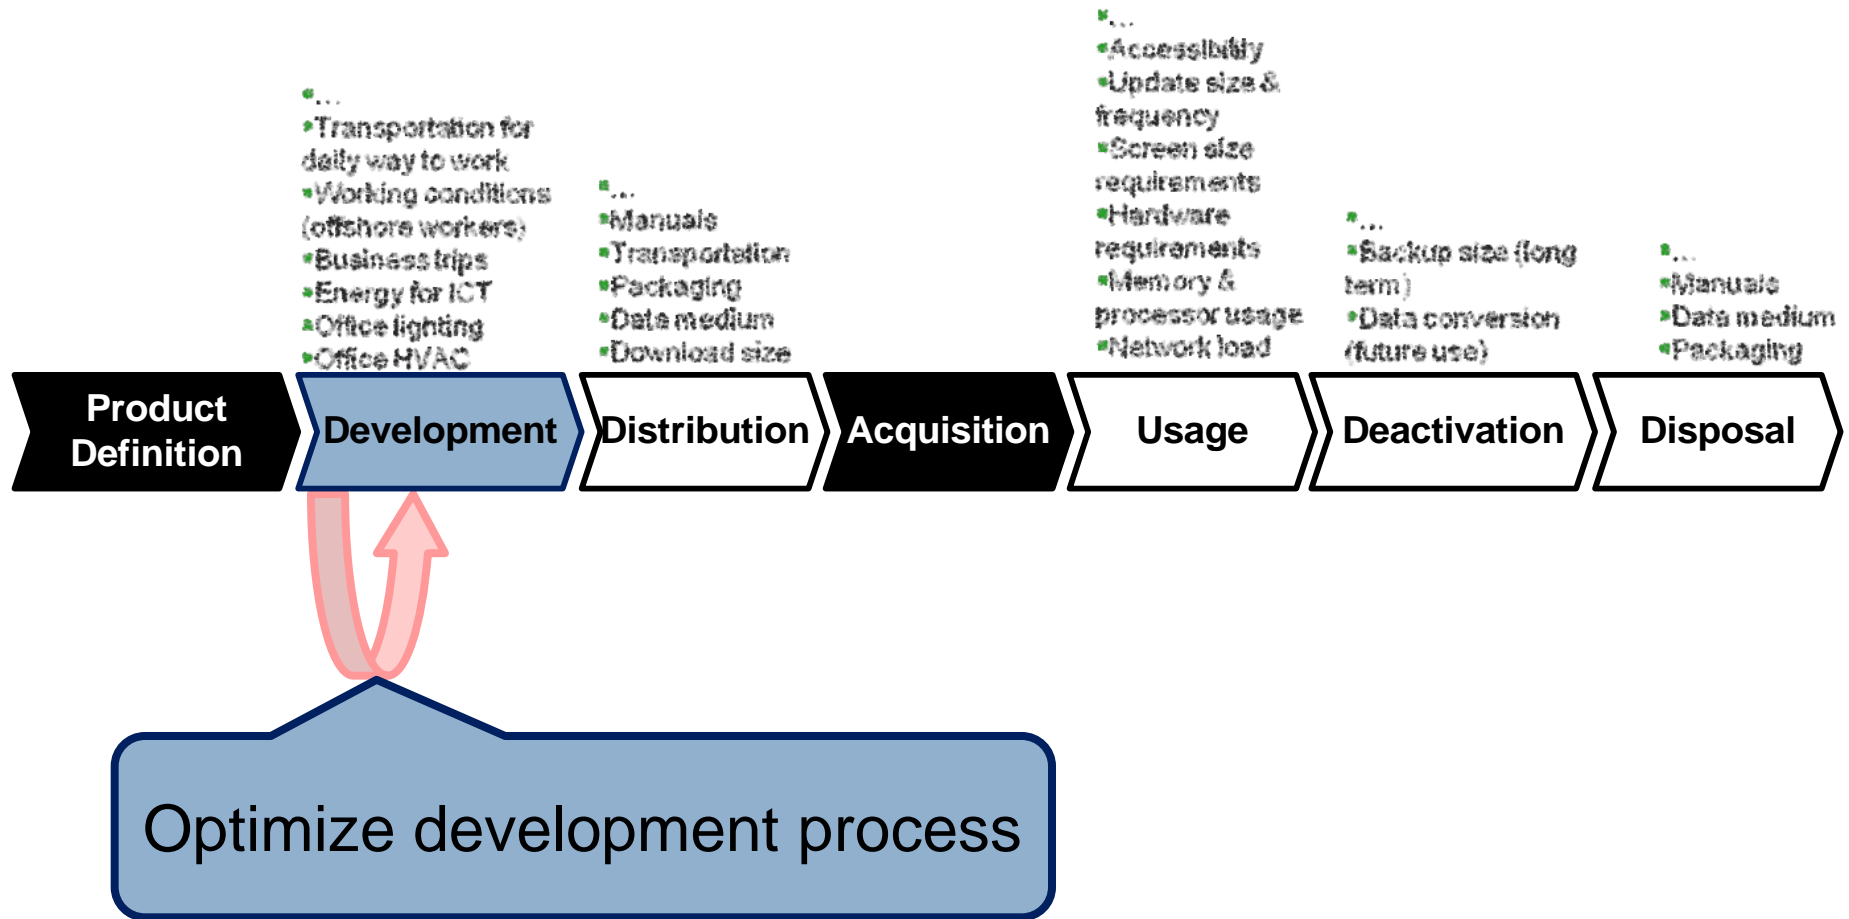 ▪…
▪Transportation for
daily way to work
▪Working conditions
(offshore workers)
▪Business trips
▪Energy for ICT
▪Office lighting
▪Office HVAC
▪…
▪Manuals
▪Transportation
▪Packaging
▪Data medium
▪Download size
▪…
▪Accessibility
▪Update size &
frequency
▪Screen size
requirements
▪Hardware
requirements
▪Memory &
processor usage
▪Network load
▪…
▪Backup size (long
term)
▪Data conversion
(future use)
▪…
▪Manuals
▪Data medium
▪Packaging
Product
Definition
Development
Distribution
Acquisition
Usage
Deactivation
Disposal
Optimize development process